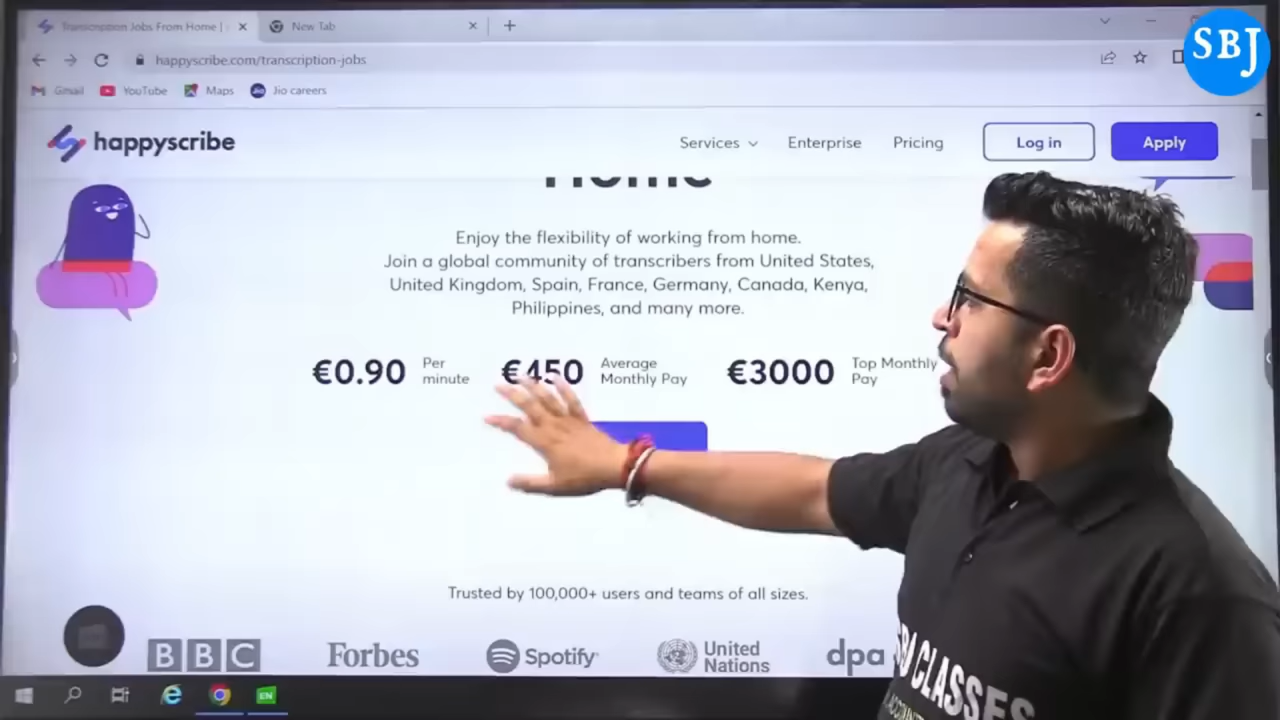 Transcription Jobs From Home |
New Tab
SBJ
happyscribe.com/transcription-jobs
Gmail
YouTube
Maps
Jio
Jio careers
happyscribe
Services
Enterprise
Pricing
Log in
Apply
Home
Enjoy the flexibility of working from home.
Join a global community of transcribers from United States,
United Kingdom, Spain, France, Germany, Canada, Kenya,
Philippines, and many more.
€0.90 Per minute
€450 Average Monthly Pay
€3000 Top Monthly Pay
Trusted by 100,000+ users and teams of all sizes.
BBC
Forbes
Spotify
United Nations
dpa
CLASSES
EN